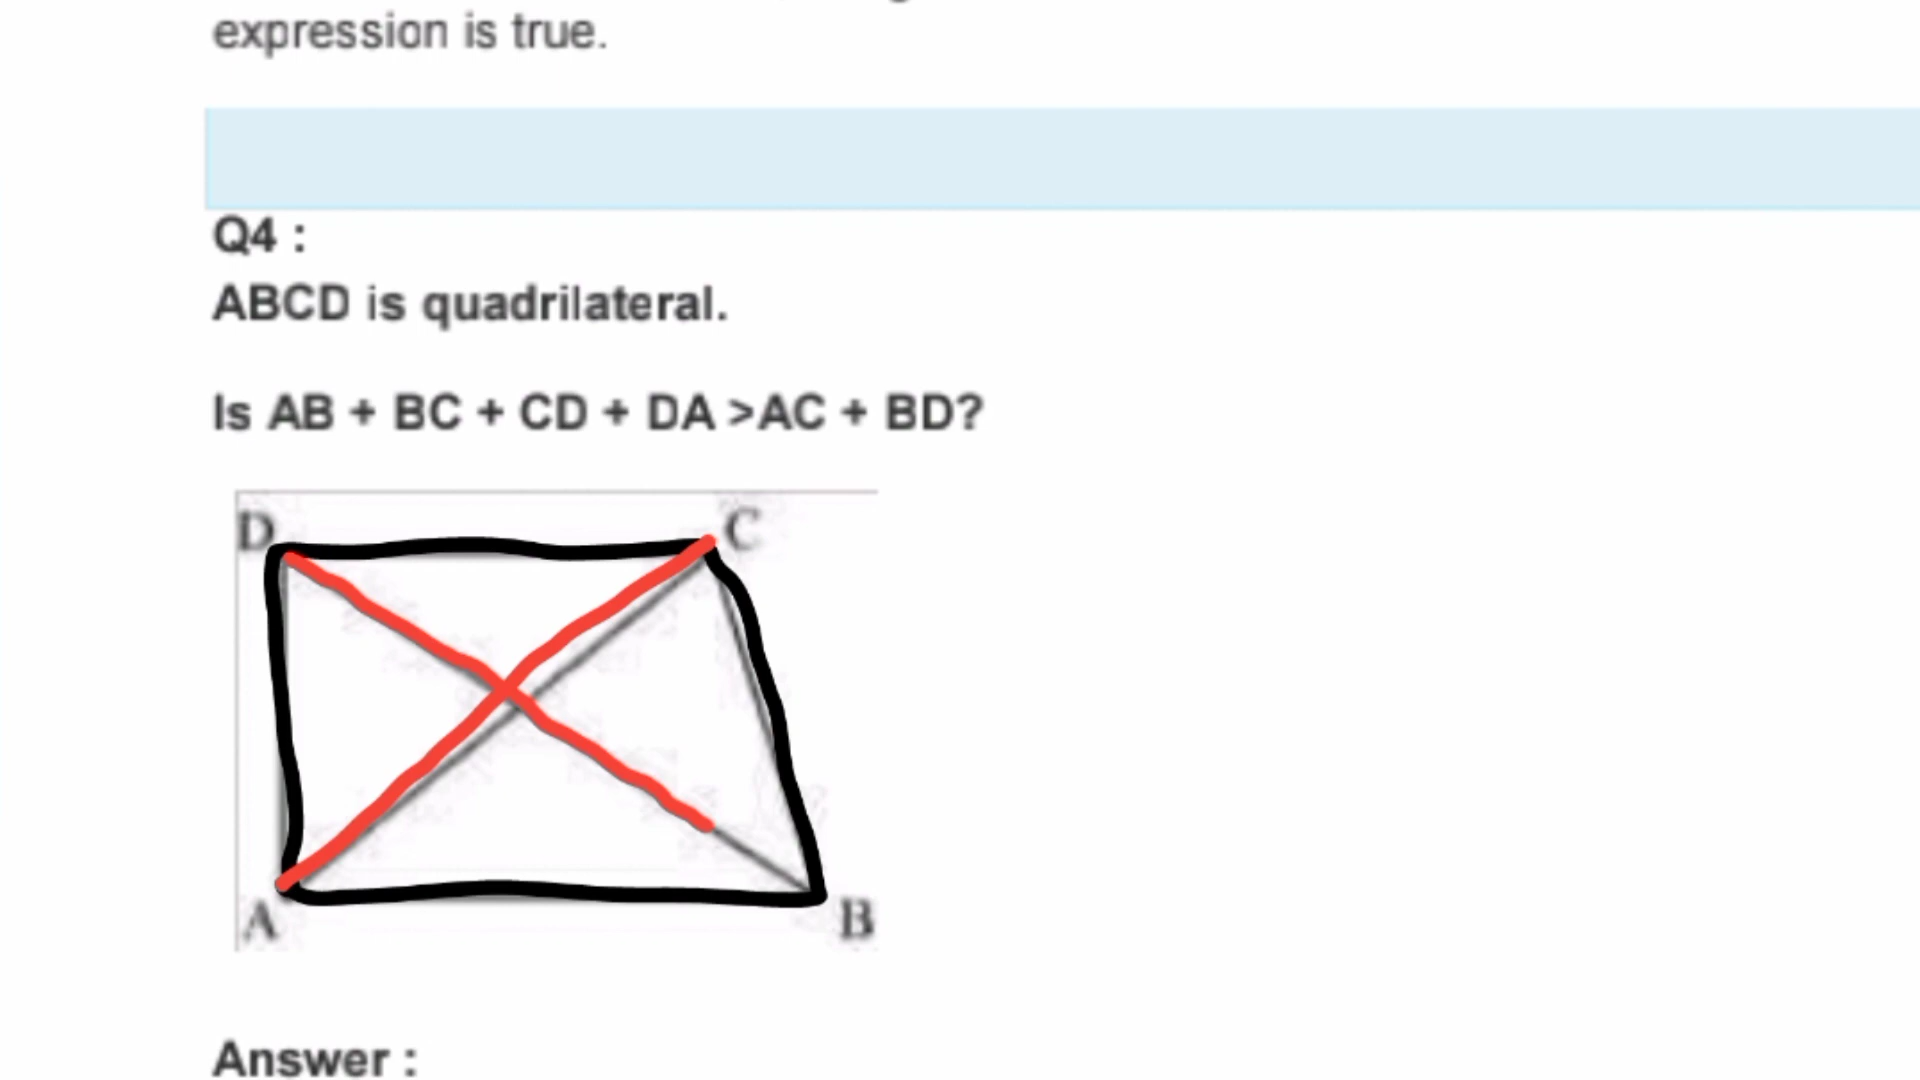 expression is true.
Q4 :
ABCD is quadrilateral.
Is AB + BC + CD + DA >AC + BD?
D C
A B
Answer :